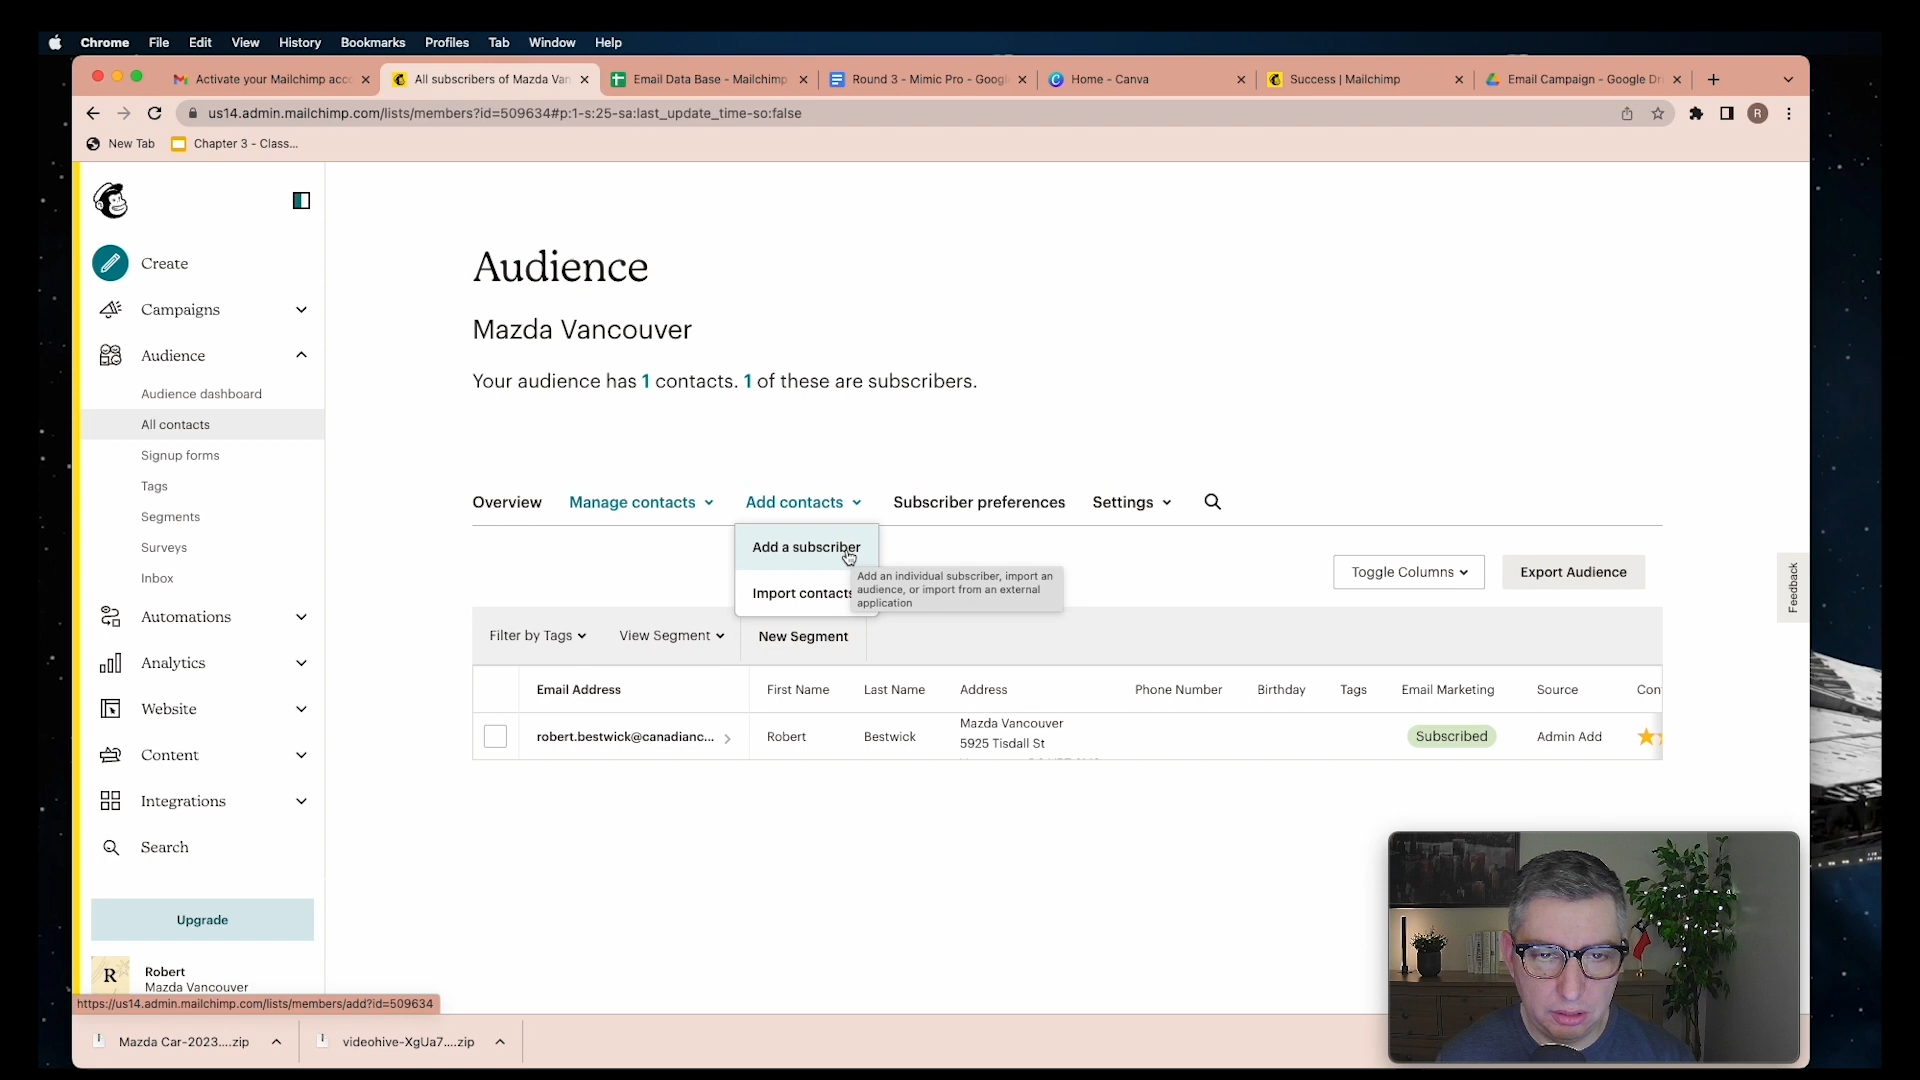 Chrome File Edit View History Bookmarks Profiles Tab Window Help
Activate your Mailchimp acc
All subscribers of Mazda Van
Email Data Base - Mailchimp
Round 3 - Mimic Pro - Googl
Home - Canva
Success | Mailchimp
Email Campaign - Google Dri
us14.admin.mailchimp.com/lists/members?id=509634#p:1-s:25-sa:last_update_time-so:false
R
New Tab
Chapter 3 - Class...
Create
Campaigns
Audience
Audience dashboard
All contacts
Signup forms
Tags
Segments
Surveys
Inbox
Automations
Analytics
Website
Content
Integrations
Search
Upgrade
R
Robert
Mazda Vancouver
https://us14.admin.mailchimp.com/lists/members/add?id=509634
Audience
Mazda Vancouver
Your audience has 1 contacts. 1 of these are subscribers.
Overview Manage contacts Add contacts Subscriber preferences Settings
Add a subscriber
Import contacts
Add an individual subscriber, import an
audience, or import from an external
application
Toggle Columns
Export Audience
Feedback
Filter by Tags View Segment New Segment
Email Address First Name Last Name Address Phone Number Birthday Tags Email Marketing Source Con
robert.bestwick@canadianc... Robert Bestwick
Mazda Vancouver
5925 Tisdall St
Subscribed Admin Add
Mazda Car-2023....zip
videohive-XgUa7....zip